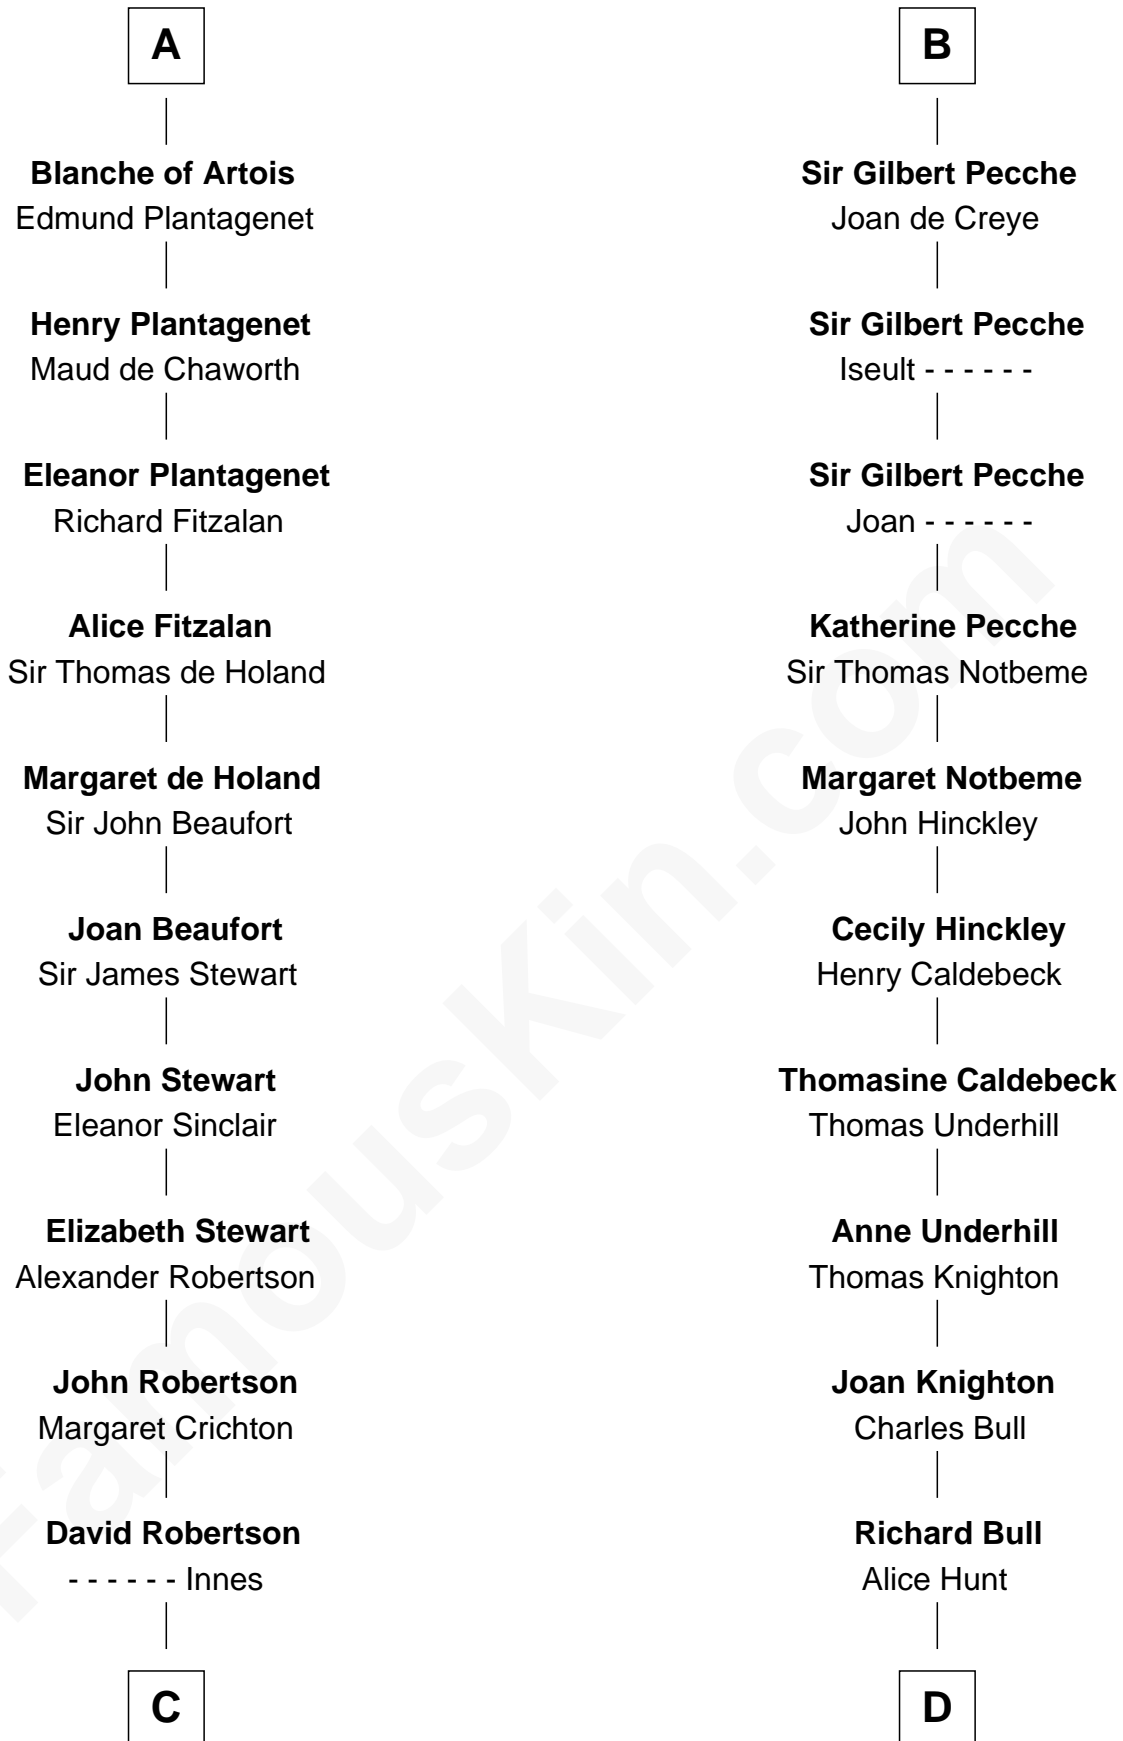 A
Blanche of Artois
Edmund Plantagenet
Henry Plantagenet
Maud de Chaworth
Eleanor Plantagenet
Richard Fitzalan
Alice Fitzalan
Sir Thomas de Holand
Margaret de Holand
Sir John Beaufort
Joan Beaufort
Sir James Stewart
John Stewart
Eleanor Sinclair
Elizabeth Stewart
Alexander Robertson
John Robertson
Margaret Crichton
David Robertson
- - - - - - Innes
C
B
Sir Gilbert Pecche
Joan de Creye
Sir Gilbert Pecche
Iseult - - - - - -
Sir Gilbert Pecche
Joan - - - - - -
Katherine Pecche
Sir Thomas Notbeme
Margaret Notbeme
John Hinckley
Cecily Hinckley
Henry Caldebeck
Thomasine Caldebeck
Thomas Underhill
Anne Underhill
Thomas Knighton
Joan Knighton
Charles Bull
Richard Bull
Alice Hunt
D
FamousKin.com